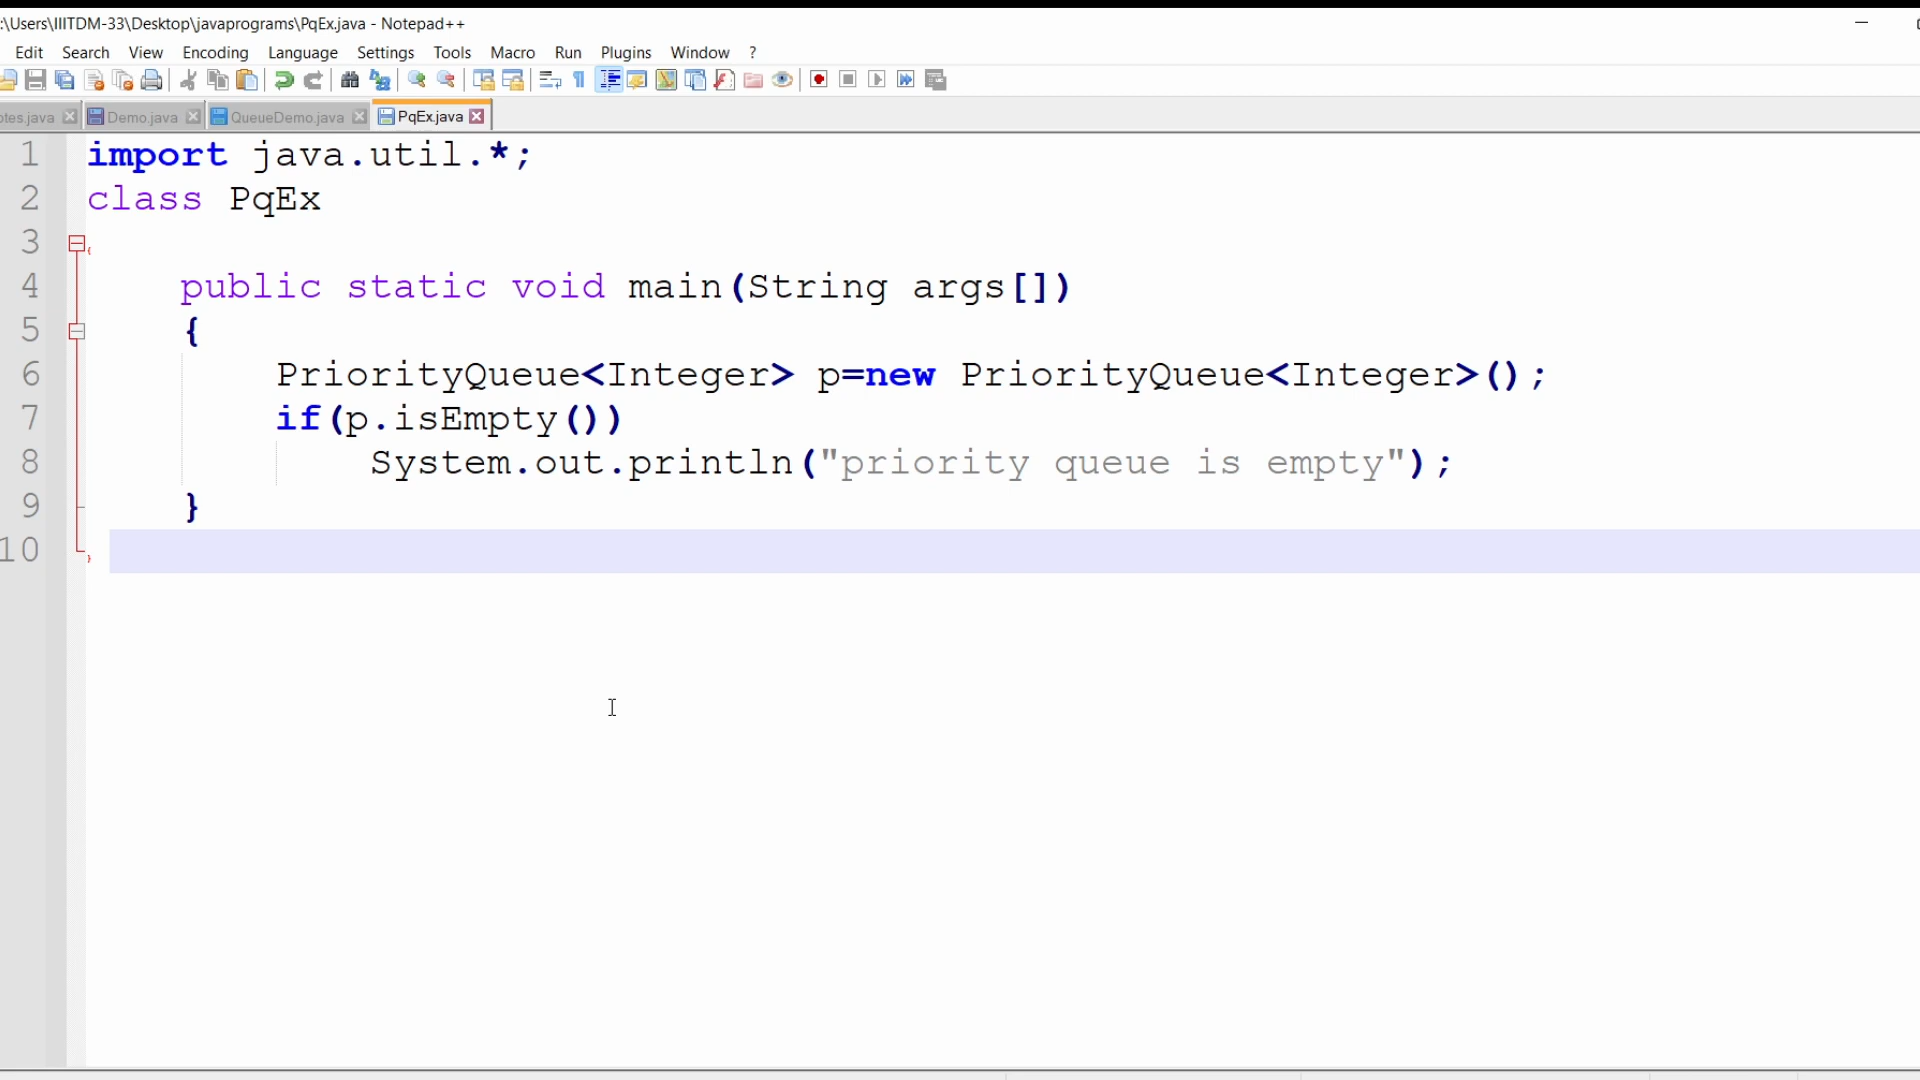 :\Users\IIITDM-33\Desktop\javaprograms\PqEx.java - Notepad++
Edit Search View Encoding Language Settings Tools Macro Run Plugins Window ?
otes.java Demo.java QueueDemo.java PqEx.java
1 import java.util.*;
2 class PqEx
3 {
4 public static void main(String args[])
5 {
6 PriorityQueue<Integer> p=new PriorityQueue<Integer>();
7 if(p.isEmpty())
8 System.out.println("priority queue is empty");
9 }
10 }